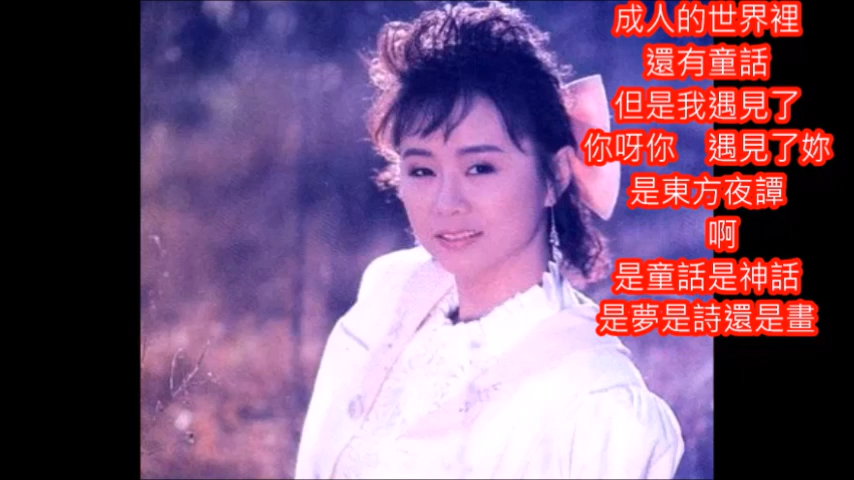 成人的世界裡
還有童話
但是我遇見了
你呀你　遇見了妳
是東方夜譚
啊
是童話是神話
是夢是詩還是畫